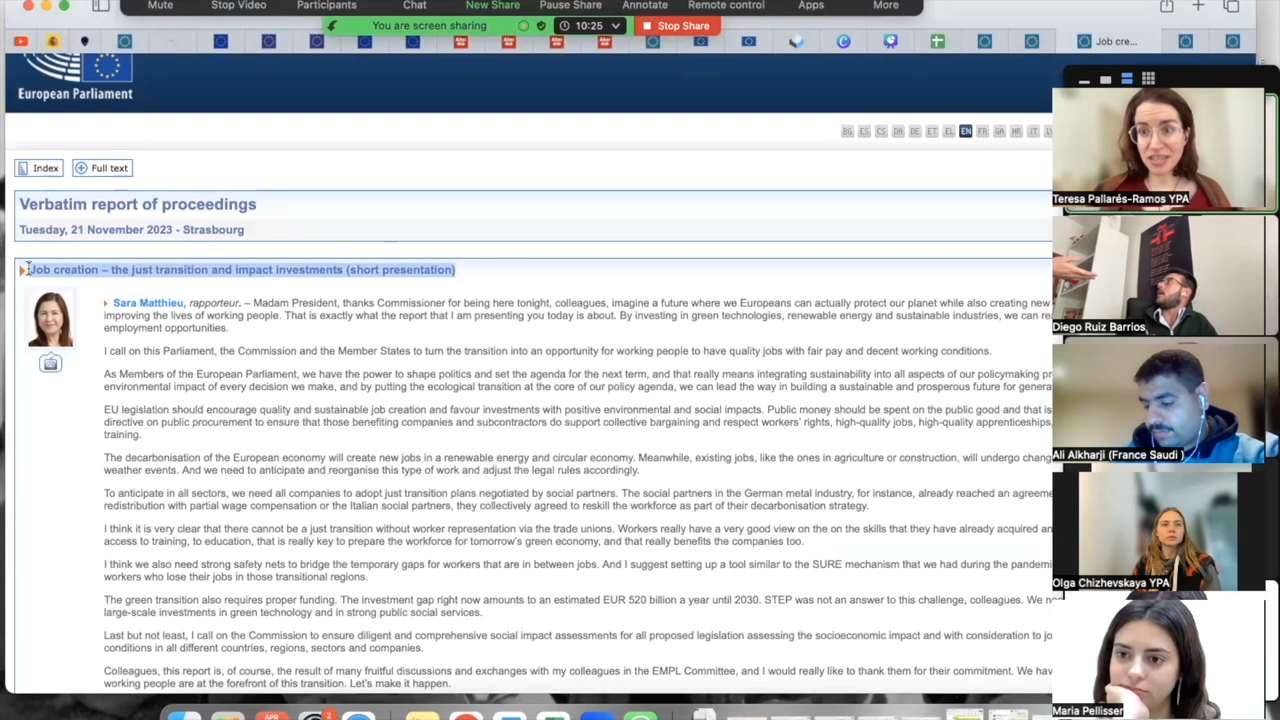 Mute Stop Video Participants Chat New Share Pause Share Annotate Remote control Apps More
You are screen sharing 10:25 Stop Share
Job cre...
European Parliament
BG ES CS DA DE ET EL EN FR GA HR IT
Index Full text
Verbatim report of proceedings
Tuesday, 21 November 2023 - Strasbourg
Job creation – the just transition and impact investments (short presentation)
Sara Matthieu, rapporteur. – Madam President, thanks Commissioner for being here tonight, colleagues, imagine a future where we Europeans can actually protect our planet while also creating new
improving the lives of working people. That is exactly what the report that I am presenting you today is about. By investing in green technologies, renewable energy and sustainable industries, we can
employment opportunities.
I call on this Parliament, the Commission and the Member States to turn the transition into an opportunity for working people to have quality jobs with fair pay and decent working conditions.
As Members of the European Parliament, we have the power to shape politics and set the agenda for the next term, and that really means integrating sustainability into all aspects of our policymaking
environmental impact of every decision we make, and by putting the ecological transition at the core of our policy agenda, we can lead the way in building a sustainable and prosperous future for
EU legislation should encourage quality and sustainable job creation and favour investments with positive environmental and social impacts. Public money should be spent on the public good and that is
directive on public procurement to ensure that those benefiting companies and subcontractors do support collective bargaining and respect workers' rights, high-quality jobs, high-quality apprenticeships,
training.
The decarbonisation of the European economy will create new jobs in a renewable energy and circular economy. Meanwhile, existing jobs, like the ones in agriculture or construction, will undergo
weather events. And we need to anticipate and reorganise this type of work and adjust the legal rules accordingly.
To anticipate in all sectors, we need all companies to adopt just transition plans negotiated by social partners. The social partners in the German metal industry, for instance, already reached an
redistribution with partial wage compensation or the Italian social partners, they collectively agreed to reskill the workforce as part of their decarbonisation strategy.
I think it is very clear that there cannot be a just transition without worker representation via the trade unions. Workers really have a very good view on the on the skills that they have already acquired
access to training, to education, that is really key to prepare the workforce for tomorrow's green economy, and that really benefits the companies too.
I think we also need strong safety nets to bridge the temporary gaps for workers that are in between jobs. And I suggest setting up a tool similar to the SURE mechanism that we had during the
workers who lose their jobs in those transitional regions.
The green transition also requires proper funding. The investment gap right now amounts to an estimated EUR 520 billion a year until 2030. STEP was not an answer to this challenge, colleagues. We
large-scale investments in green technology and in strong public social services.
Last but not least, I call on the Commission to ensure diligent and comprehensive social impact assessments for all proposed legislation assessing the socioeconomic impact and with consideration to
conditions in all different countries, regions, sectors and companies.
Colleagues, this report is, of course, the result of many fruitful discussions and exchanges with my colleagues in the EMPL Committee, and I would really like to thank them for their commitment. We
working people are at the forefront of this transition. Let's make it happen.
Teresa Pallarés-Ramos YPA
Diego Ruiz Barrios
Ali Alkharji (France Saudi )
Olga Chizhevskaya YPA
Maria Pellisser
APR
2